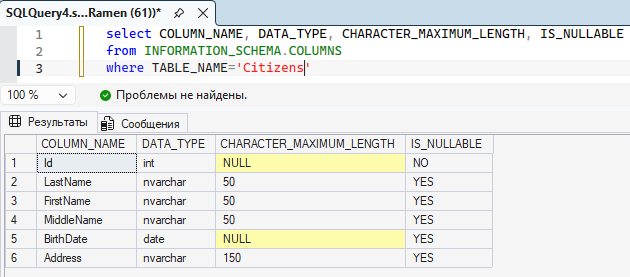 SQLQuery4.s...Ramen (61))*
1 select COLUMN_NAME, DATA_TYPE, CHARACTER_MAXIMUM_LENGTH, IS_NULLABLE
2 from INFORMATION_SCHEMA.COLUMNS
3 where TABLE_NAME='Citizens'
100 % Проблемы не найдены.
Результаты Сообщения
COLUMN_NAME DATA_TYPE CHARACTER_MAXIMUM_LENGTH IS_NULLABLE
1 Id int NULL NO
2 LastName nvarchar 50 YES
3 FirstName nvarchar 50 YES
4 MiddleName nvarchar 50 YES
5 BirthDate date NULL YES
6 Address nvarchar 150 YES